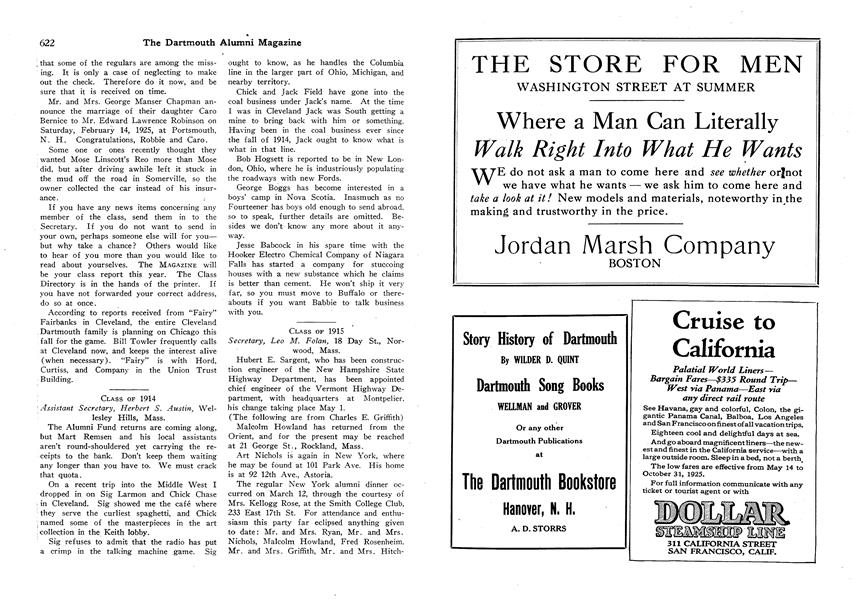 622 The Dartmouth Alumni Magazine
that some of the regulars are among the miss-
ing. It is only a case of neglecting to make
out the check. Therefore do it now, and be
sure that it is received on time.
Mr. and Mrs. George Manser Chapman an-
nounce the marriage of their daughter Caro
Bernice to Mr. Edward Lawrence Robinson on
Saturday, February 14, 1925, at Portsmouth,
N. H. Congratulations, Robbie and Caro.
Some one or ones recently thought they
wanted Mose Linscott's Reo more than Mose
did, but after driving awhile left it stuck in
the mud off the road in Somerville, so the
owner collected the car instead of his insur-
ance.
If you have any news items concerning any
member of the class, send them in to the
Secretary. If you do not want to send in
your own, perhaps someone else will for you—
but why take a chance? Others would like
to hear of you more than you would like to
read about yourselves. The MAGAZINE will
be your class report this year. The Class
Directory is in the hands of the printer. If
you have not forwarded your correct address,
do so at once.
According to reports received from "Fairy"
Fairbanks in Cleveland, the entire Cleveland
Dartmouth family is planning on Chicago this
fall for the game. Bill Towler frequently calls
at Cleveland now, and keeps the interest alive
(when necessary). "Fairy" is with Hord,
Curtiss, and Company in the Union Trust
Building.
CLASS OF 1914
Assistant Secretary, Herbert S. Austin, Wel-
lesley Hills, Mass.
The Alumni Fund returns are coming along,
but Mart Remsen and his local assistants
aren't round-shouldered yet carrying the re-
ceipts to the bank. Don't keep them waiting
any longer than you have to. We must crack
that quota.
On a recent trip into the Middle West I
dropped in on Sig Larmon and Chick Chase
in Cleveland. Sig showed me the café where
they serve the curliest spaghetti, and Chick
named some of the masterpieces in the art
collection in the Keith lobby.
Sig refuses to admit that the radio has put
a crimp in the talking machine game. Sig
ought to know, as he handles the Columbia
line in the larger part of Ohio, Michigan, and
nearby territory.
Chick and Jack Field have gone into the
coal business under Jack's name. At the time
I was in Cleveland Jack was South getting a
mine to bring back with him or something.
Having been in the coal business ever since
the fall of 1914, Jack ought to know what is
what in that line.
Bob Hogsett is reported to be in New Lon-
don, Ohio, where he is industriously populating
the roadways with new Fords.
George Boggs has become interested in a
boys' camp in Nova Scotia. Inasmuch as no
Fourteener has boys old enough to send abroad,
so to speak, further details are omitted. Be-
sides we don't know any more about it any-
way.
Jesse Babcock in his spare time with the
Hooker Electro Chemical Company of Niagara
Falls has started a company for stuccoing
houses with a new substance which he claims
is better than cement. He won't ship it very
far, so you must move to Buffalo or there-
abouts if you want Babbie to talk business
with you.
CLASS OF 1915
Secretary, Leo M. Folan, 18 Day St., Nor-
wood, Mass.
Hubert E. Sargent, who has been construc-
tion engineer of the New Hampshire State
Highway Department, has been appointed
chief engineer of the Vermont Highway De-
partment, with headquarters at Montpelier,
his change taking place May 1.
(The following are from Charles E. Griffith)
Malcolm Howland has returned from the
Orient, and for the present may be reached
at 21 George St., Rockland, Mass.
Art Nichols is again in New York, where
he may be found at 101 Park Ave. His home
is at 92 12th Ave., Astoria.
The regular New York alumni dinner oc-
curred on March 12, through the courtesy of
Mrs. Kellogg Rose, at the Smith College Club,
233 East 17th St. For attendance and enthu-
siasm this party far eclipsed anything given
to date: Mr. and Mrs. Ryan, Mr. and Mrs.
Nichols, Malcolm Howland, Fred Rosenheim.
Mr. and Mrs. Griffith, Mr. and Mrs. Hitch-
THE STORE FOR MEN
WASHINGTON STREET AT SUMMER
Where a Man Can Literally
Walk Right Into What He Wants
WE do not ask a man to come here and see whether or not
we have what he wants — we ask him to come here and
take a look at it! New models and materials, noteworthy in the
making and trustworthy in the price.
Jordan Marsh Company
BOSTON
Story History of Dartmouth
By WILDER D. QUINT
Dartmouth Song Books
WELLMAN and GROVER
Or any other
Dartmouth Publications
at
The Dartmouth Bookstore
Hanover, N. H.
A. D. STORRS
Cruise to
California
Palatial World Liners—
Bargain Fares—$335 Round Trip—
West via Panama—East via
any direct rail route
See Havana, gay and colorful, Colon, the gi-
gantic Panama Canal, Balboa, Los Angeles
and San Francisco on finest of all vacation trips.
Eighteen cool and delightful days at sea.
And go aboard magnificent liners—the new-
est and finest in the California service—with a
large outside room. Sleep in a bed, not a berth.
The low fares are effective from May 14 to
October 31, 1925.
For full information communicate with any
ticket or tourist agent or with
DOLLAR
STEAMSHIP LINE
311 CALIFORNIA STREET
SAN FRANCISCO, CALIF.